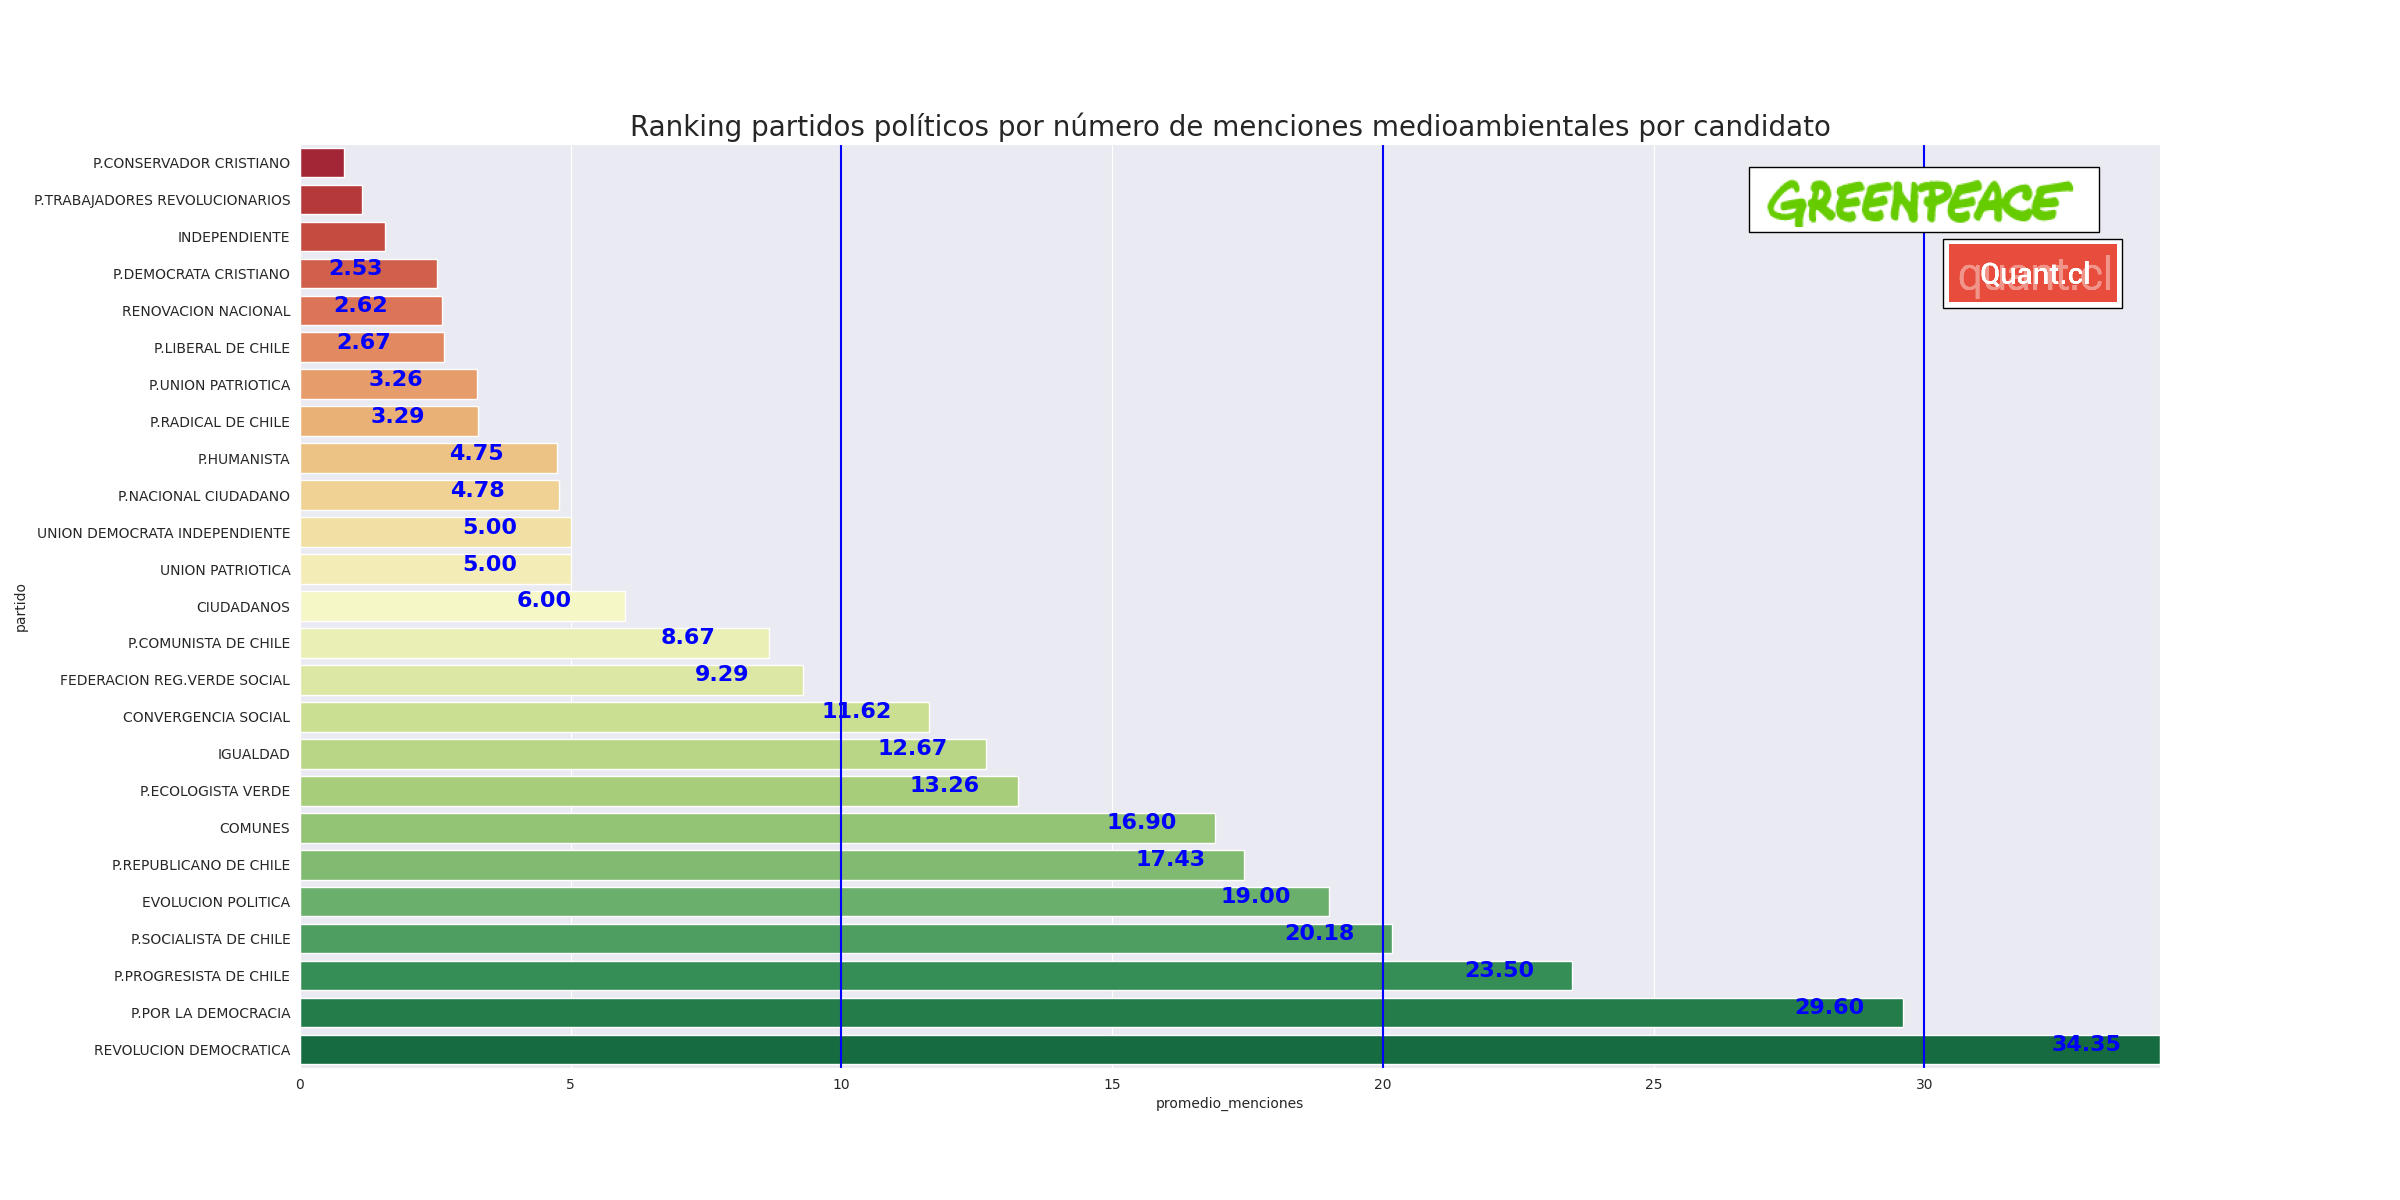 Ranking partidos políticos por número de menciones medioambientales por candidato
GREENPEACE
quant.cl
Quant.cl
partido
P.CONSERVADOR CRISTIANO
P.TRABAJADORES REVOLUCIONARIOS
INDEPENDIENTE
P.DEMOCRATA CRISTIANO 2.53
RENOVACION NACIONAL 2.62
P.LIBERAL DE CHILE 2.67
P.UNION PATRIOTICA 3.26
P.RADICAL DE CHILE 3.29
P.HUMANISTA 4.75
P.NACIONAL CIUDADANO 4.78
UNION DEMOCRATA INDEPENDIENTE 5.00
UNION PATRIOTICA 5.00
CIUDADANOS 6.00
P.COMUNISTA DE CHILE 8.67
FEDERACION REG.VERDE SOCIAL 9.29
CONVERGENCIA SOCIAL 11.62
IGUALDAD 12.67
P.ECOLOGISTA VERDE 13.26
COMUNES 16.90
P.REPUBLICANO DE CHILE 17.43
EVOLUCION POLITICA 19.00
P.SOCIALISTA DE CHILE 20.18
P.PROGRESISTA DE CHILE 23.50
P.POR LA DEMOCRACIA 29.60
REVOLUCION DEMOCRATICA 34.35
0 5 10 15 20 25 30
promedio_menciones